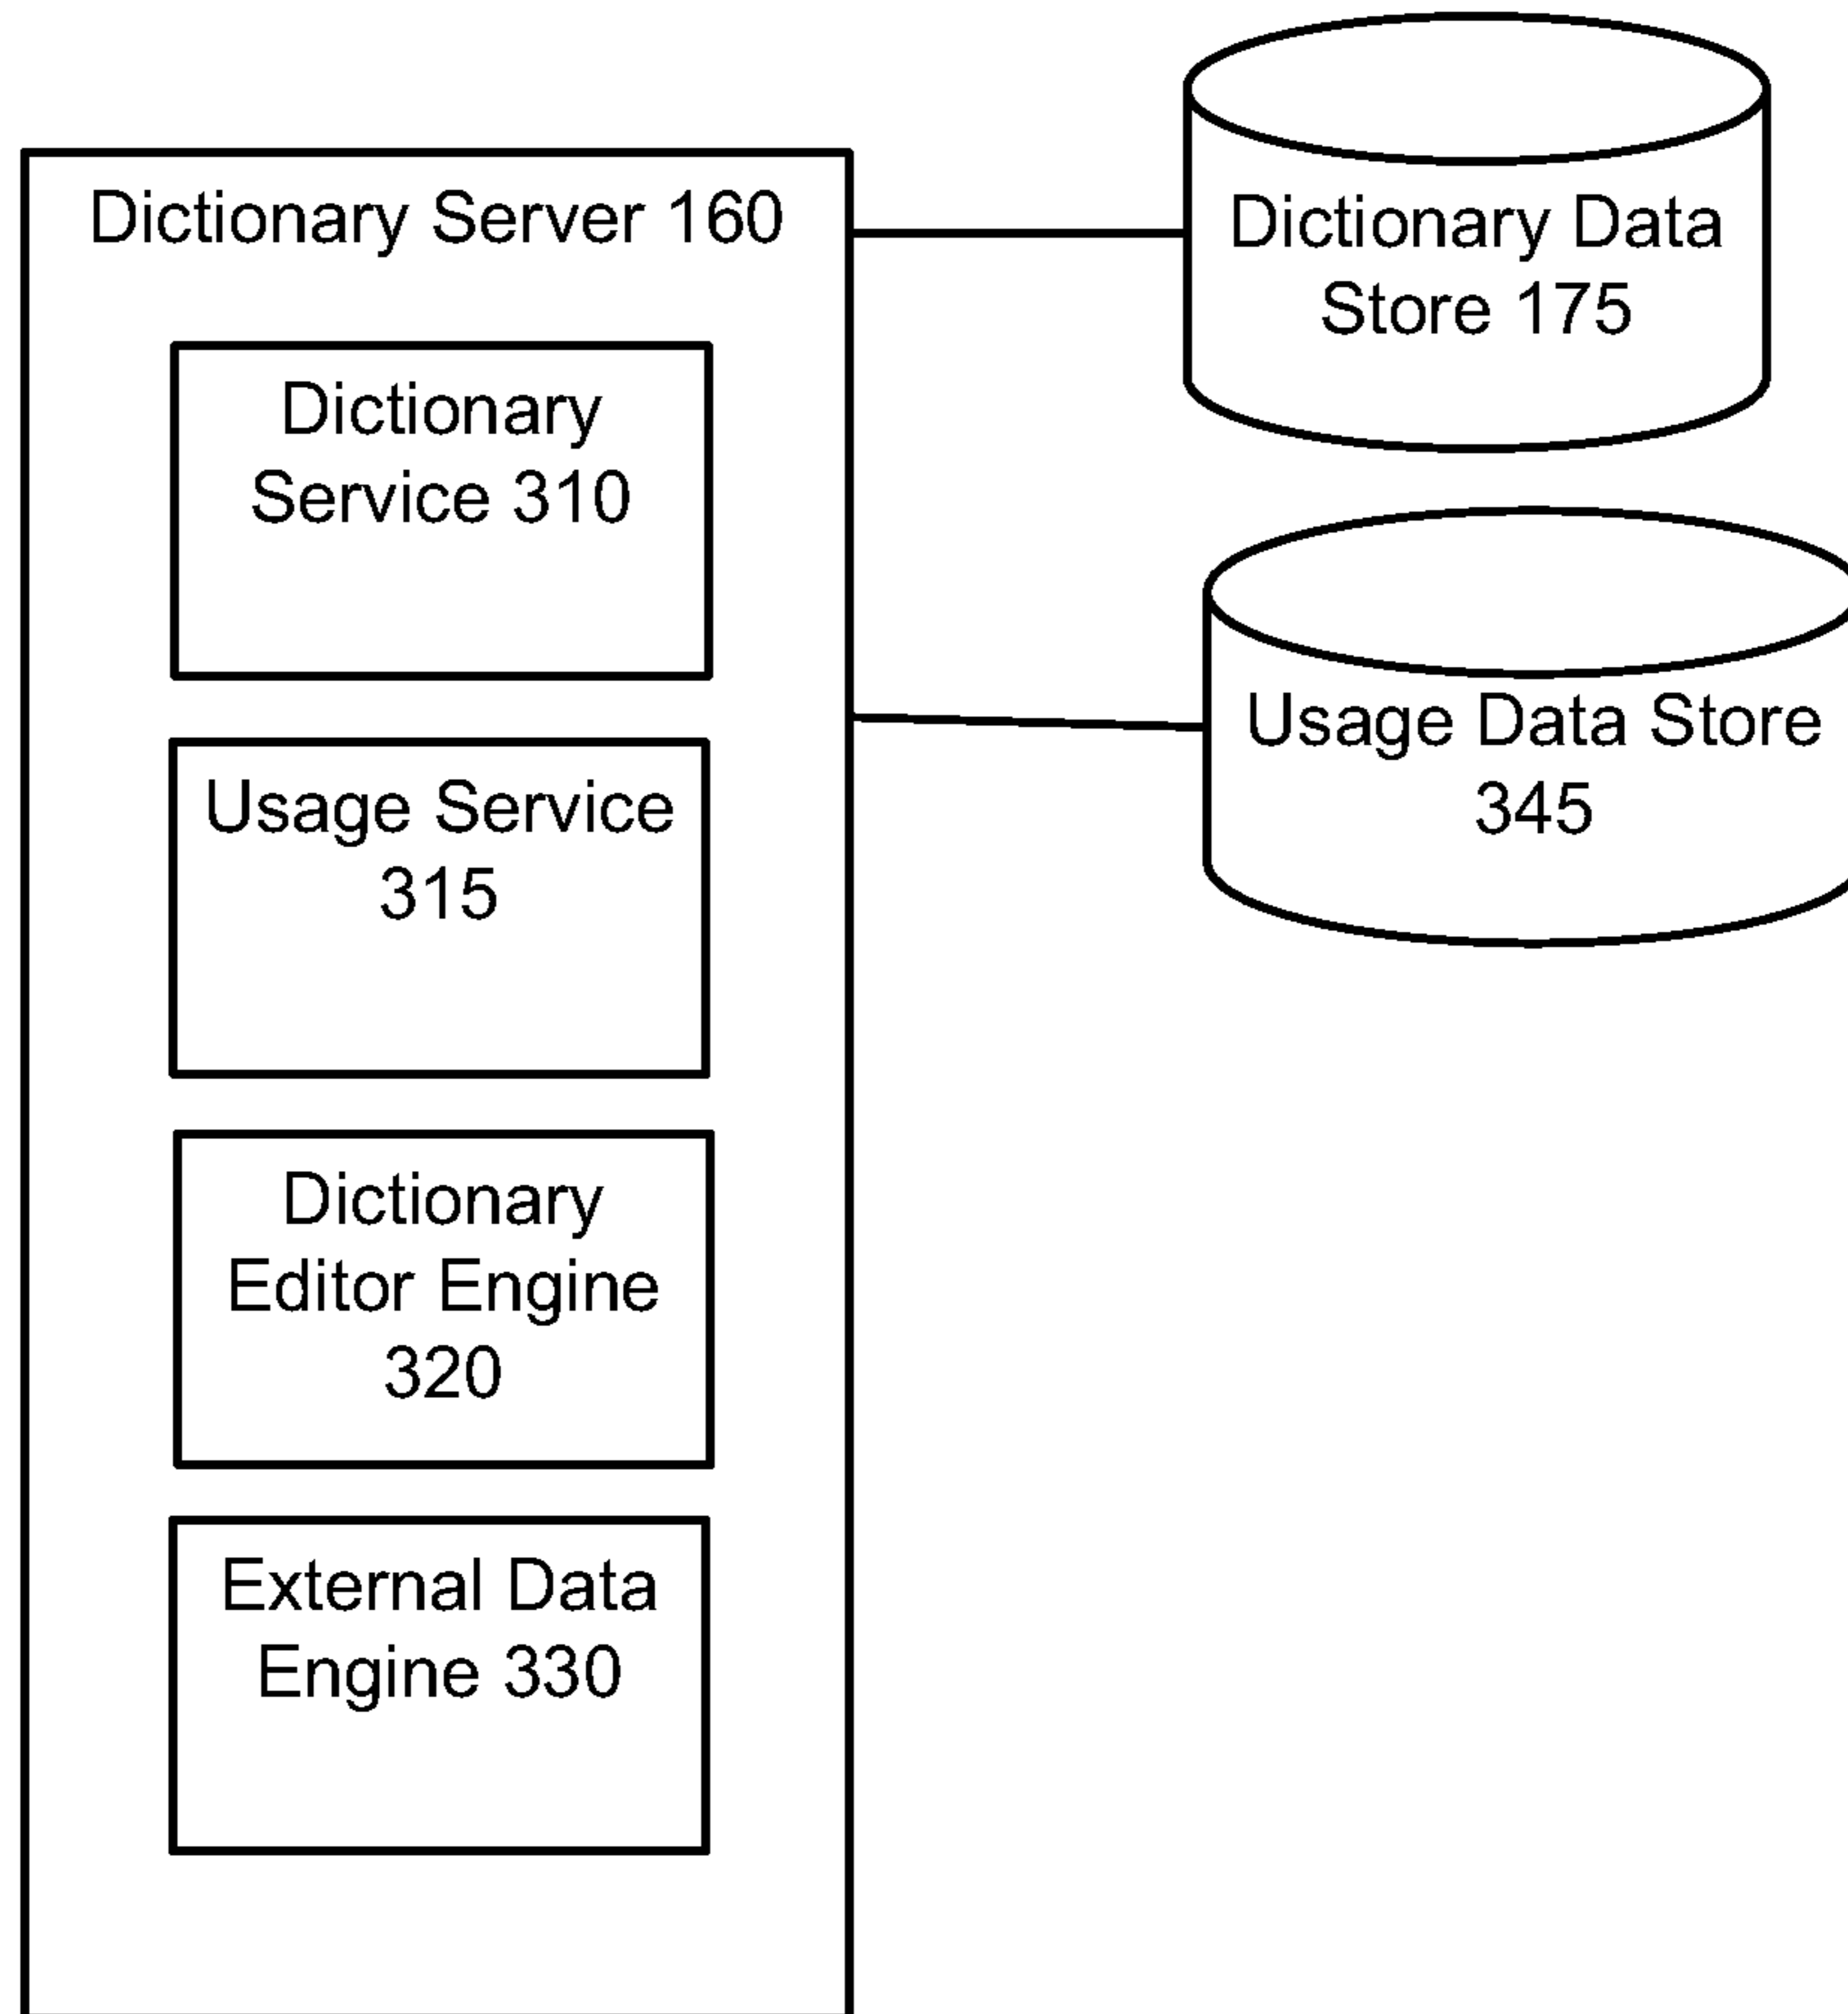 Dictionary Server 160
Dictionary
Service 310
Usage Service
315
Dictionary
Editor Engine
320
External Data
Engine 330
Dictionary Data
Store 175
Usage Data Store
345